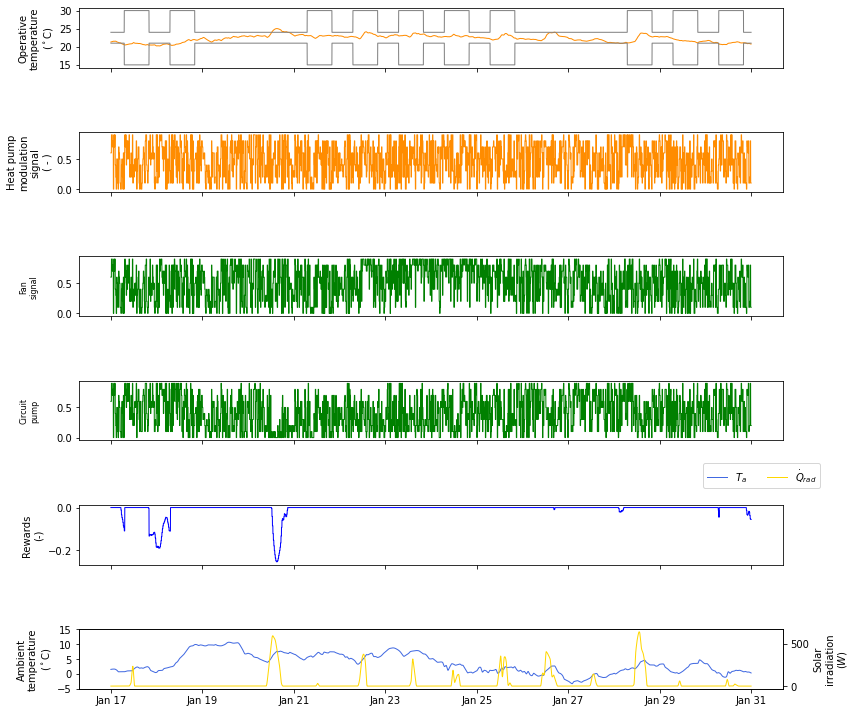 Operative
temperature
(°C)
30
25
20
15
Heat pump
modulation
signal
( - )
0.5
0.0
Fan
signal
0.5
0.0
Circuit
pump
0.5
0.0
T_a Q̇_rad
Rewards
(-)
0.0
−0.2
Ambient
temperature
(°C)
15
10
5
0
−5
500
0
Solar
irradiation
(W)
Jan 17 Jan 19 Jan 21 Jan 23 Jan 25 Jan 27 Jan 29 Jan 31